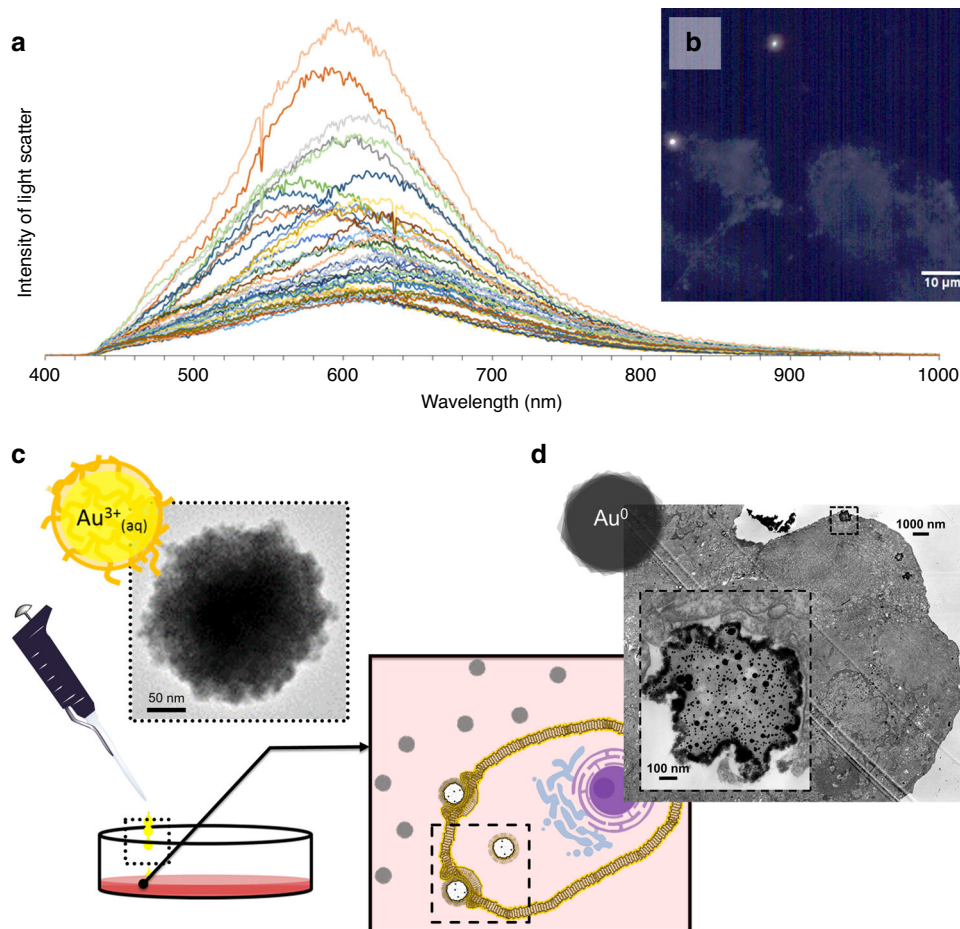 a
b
Intensity of light scatter
10 µm
400 500 600 700 800 900 1000
Wavelength (nm)
c
d
Au³⁺(aq)
Au⁰
1000 nm
50 nm
100 nm